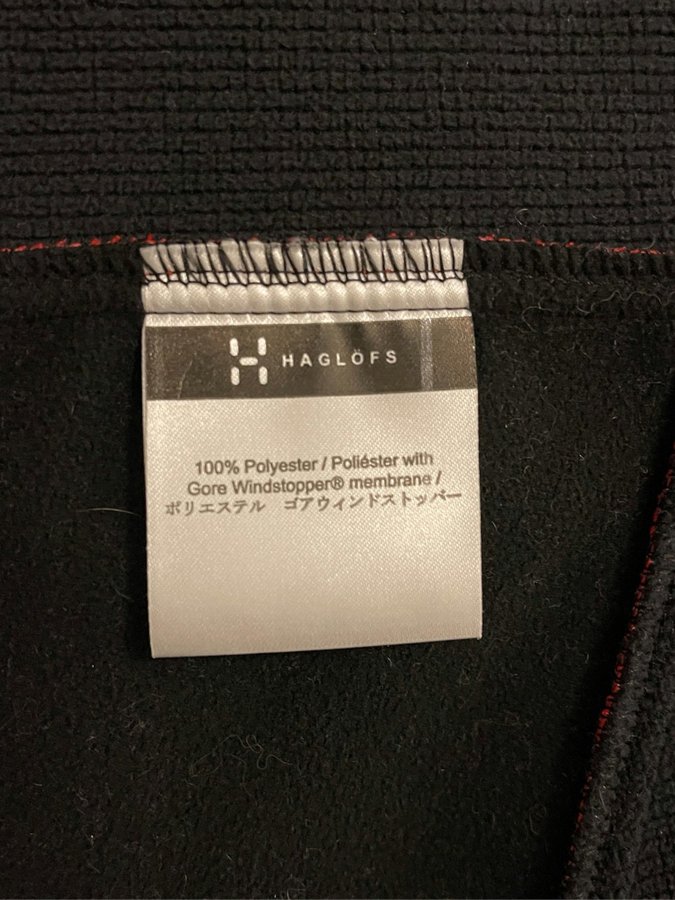 HAGLÖFS
100% Polyester / Poliéster with
Gore Windstopper® membrane /
ポリエステル　ゴアウィンドストッパー